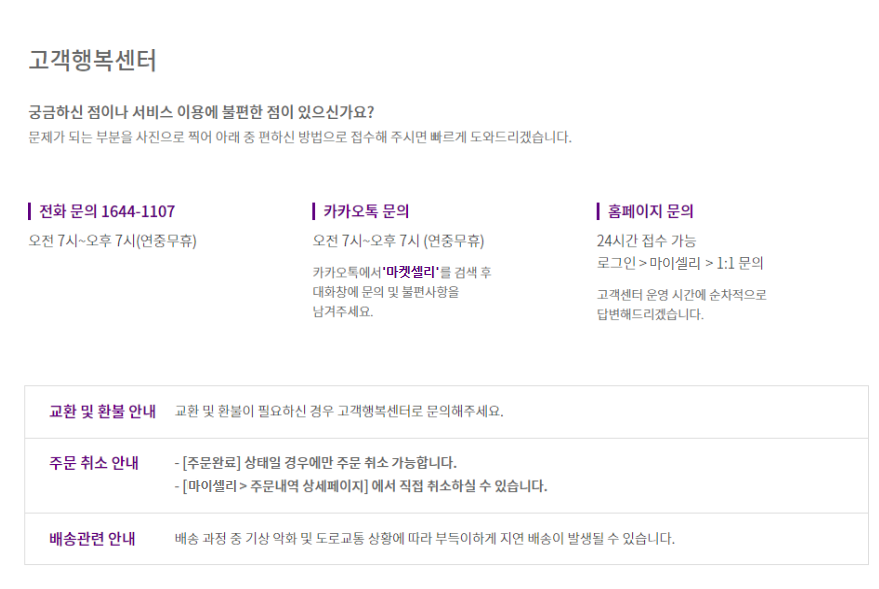 고객행복센터
궁금하신 점이나 서비스 이용에 불편한 점이 있으신가요?
문제가 되는 부분을 사진으로 찍어 아래 중 편하신 방법으로 접수해 주시면 빠르게 도와드리겠습니다.
전화 문의 1644-1107
오전 7시~오후 7시(연중무휴)
카카오톡 문의
오전 7시~오후 7시 (연중무휴)
카카오톡에서 '마켓셀리'를 검색 후
대화창에 문의 및 불편사항을
남겨주세요.
홈페이지 문의
24시간 접수 가능
로그인 > 마이셀리 > 1:1 문의
고객센터 운영 시간에 순차적으로
답변해드리겠습니다.
교환 및 환불 안내 교환 및 환불이 필요하신 경우 고객행복센터로 문의해주세요.
주문 취소 안내 - [주문완료] 상태일 경우에만 주문 취소 가능합니다.
- [마이셀리 > 주문내역 상세페이지] 에서 직접 취소하실 수 있습니다.
배송관련 안내 배송 과정 중 기상 악화 및 도로교통 상황에 따라 부득이하게 지연 배송이 발생될 수 있습니다.